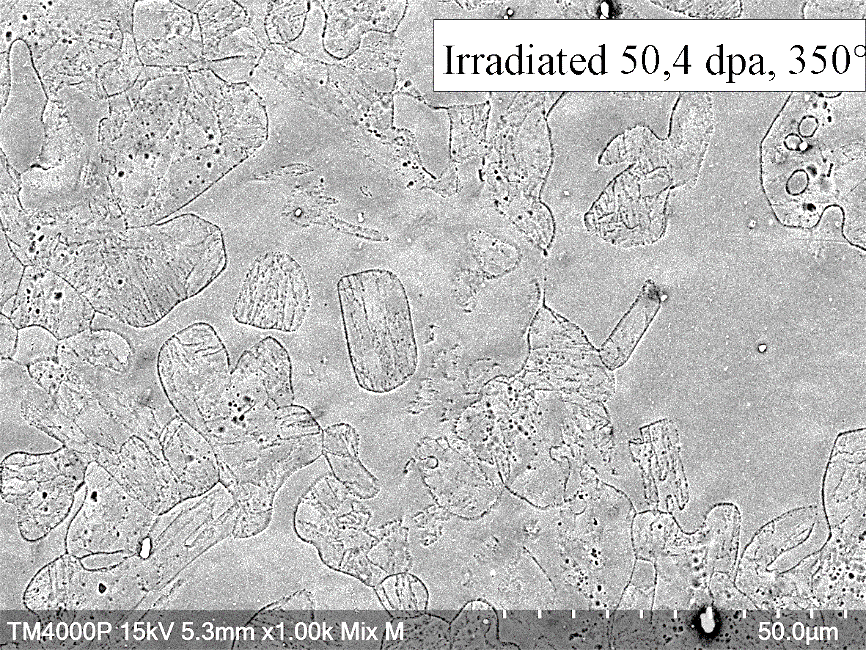 Irradiated 50,4 dpa, 350°
TM4000P 15kV 5.3mm x1.00k Mix M 50.0µm